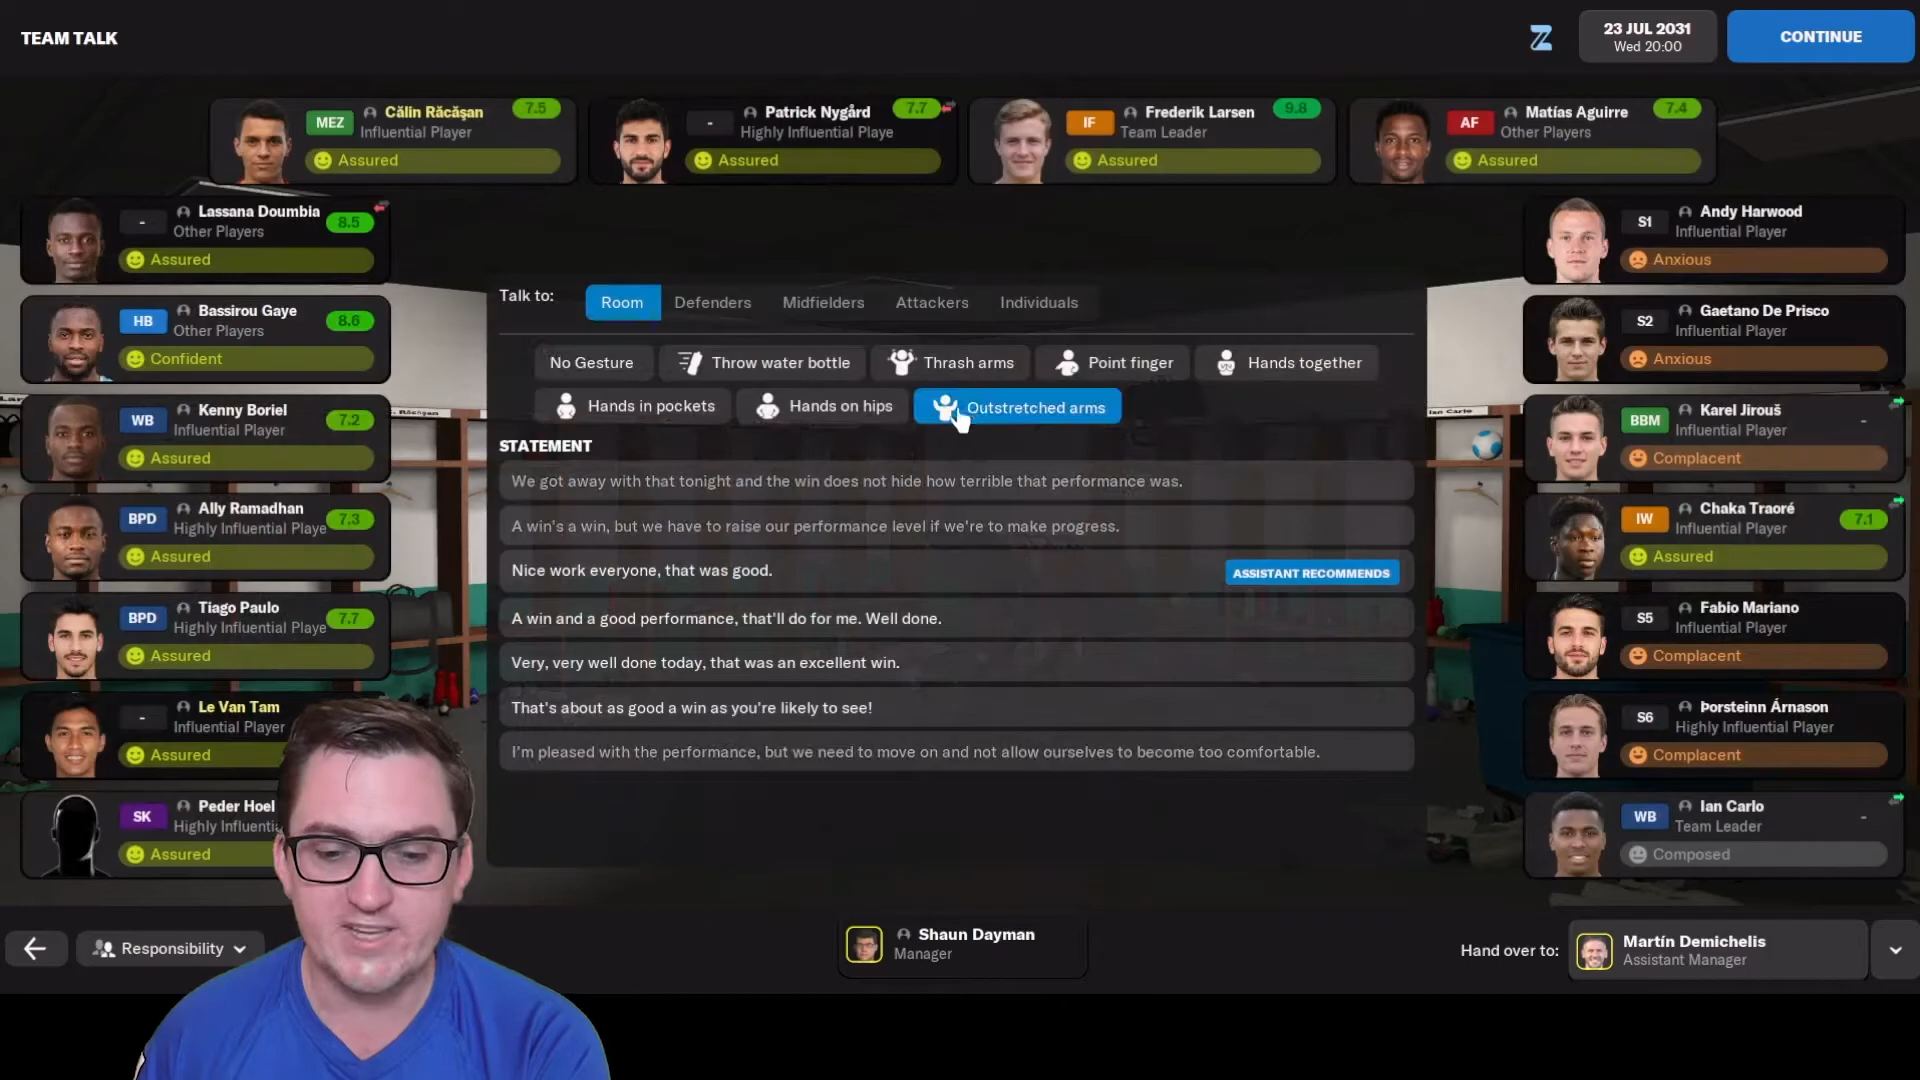 TEAM TALK
23 JUL 2031
Wed 20:00
CONTINUE
MEZ Călin Răcăşan 7.5
Influential Player
Assured
- Patrick Nygård 7.7
Highly Influential Playe
Assured
IF Frederik Larsen 9.8
Team Leader
Assured
AF Matías Aguirre 7.4
Other Players
Assured
- Lassana Doumbia 8.5
Other Players
Assured
HB Bassirou Gaye 8.6
Other Players
Confident
WB Kenny Boriel 7.2
Influential Player
Assured
BPD Ally Ramadhan 7.3
Highly Influential Playe
Assured
BPD Tiago Paulo 7.7
Highly Influential Playe
Assured
- Le Van Tam
Influential Player
Assured
SK Peder Hoel
Highly Influenti
Assured
Talk to: Room Defenders Midfielders Attackers Individuals
No Gesture Throw water bottle Thrash arms Point finger Hands together
Hands in pockets Hands on hips Outstretched arms
STATEMENT
We got away with that tonight and the win does not hide how terrible that performance was.
A win's a win, but we have to raise our performance level if we're to make progress.
Nice work everyone, that was good. ASSISTANT RECOMMENDS
A win and a good performance, that'll do for me. Well done.
Very, very well done today, that was an excellent win.
That's about as good a win as you're likely to see!
I'm pleased with the performance, but we need to move on and not allow ourselves to become too comfortable.
S1 Andy Harwood
Influential Player
Anxious
S2 Gaetano De Prisco
Influential Player
Anxious
BBM Karel Jirouš -
Influential Player
Complacent
IW Chaka Traoré 7.1
Influential Player
Assured
S5 Fabio Mariano
Influential Player
Complacent
S6 Þorsteinn Árnason
Highly Influential Player
Complacent
WB Ian Carlo -
Team Leader
Composed
Ian Carlo
Responsibility
Shaun Dayman
Manager
Hand over to: Martín Demichelis
Assistant Manager